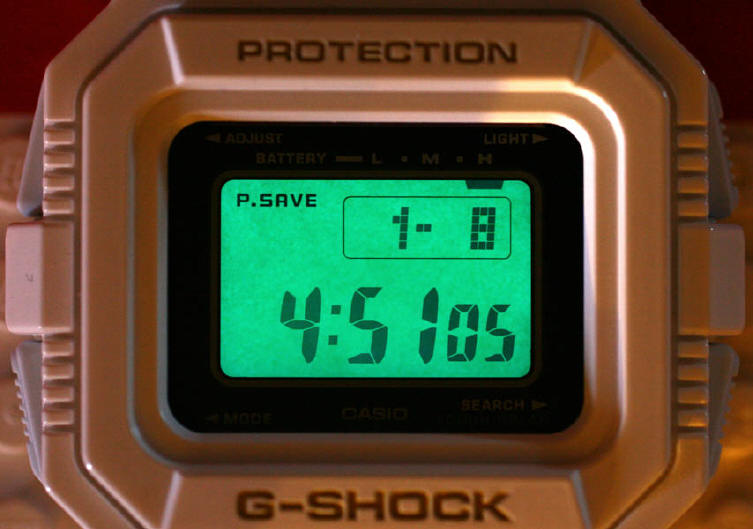 PROTECTION
ADJUST LIGHT
BATTERY L · M · H
P.SAVE
1- 8
4:51 05
MODE CASIO SEARCH
G-SHOCK